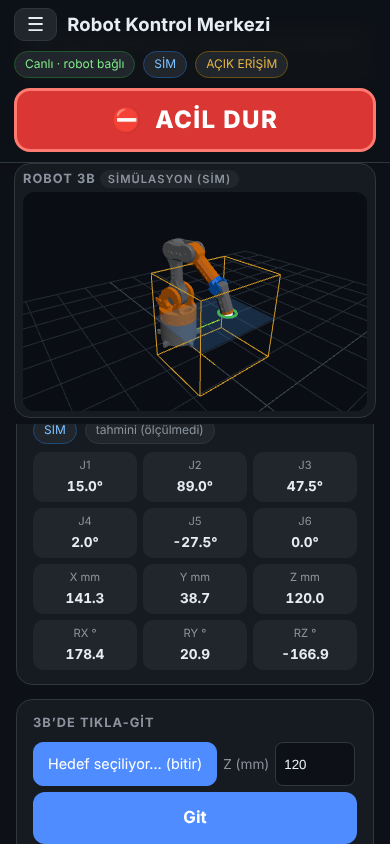 ☰ Robot Kontrol Merkezi
Canlı · robot bağlı SİM AÇIK ERİŞİM
⛔ ACİL DUR
ROBOT 3B SİMÜLASYON (SİM)
SİM tahmini (ölçülmedi)
J1 J2 J3
15.0° 89.0° 47.5°
J4 J5 J6
2.0° -27.5° 0.0°
X mm Y mm Z mm
141.3 38.7 120.0
RX ° RY ° RZ °
178.4 20.9 -166.9
3B'DE TIKLA-GİT
Hedef seçiliyor... (bitir) Z (mm) 120
Git